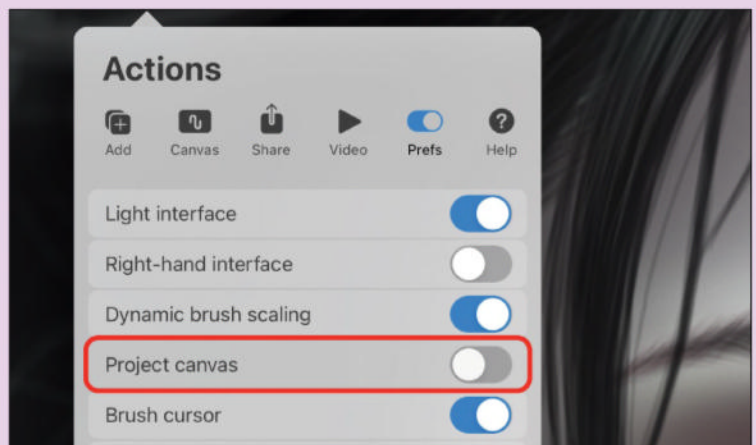 Actions
Add Canvas Share Video Prefs Help
Light interface
Right-hand interface
Dynamic brush scaling
Project canvas
Brush cursor